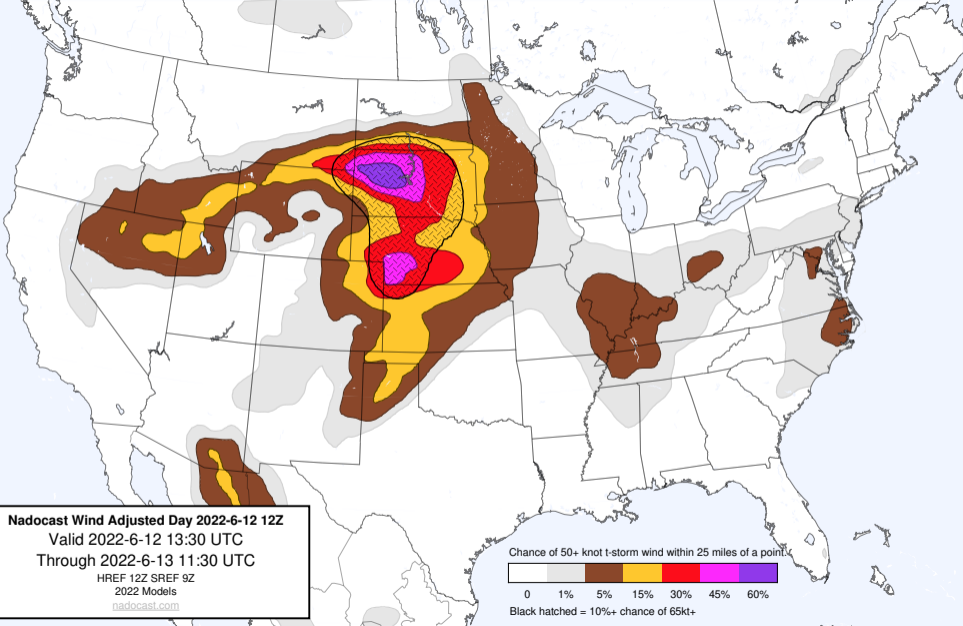 Nadocast Wind Adjusted Day 2022-6-12 12Z
Valid 2022-6-12 13:30 UTC
Through 2022-6-13 11:30 UTC
HREF 12Z SREF 9Z
2022 Models
nadocast.com
Chance of 50+ knot t-storm wind within 25 miles of a point.
0 1% 5% 15% 30% 45% 60%
Black hatched = 10%+ chance of 65kt+